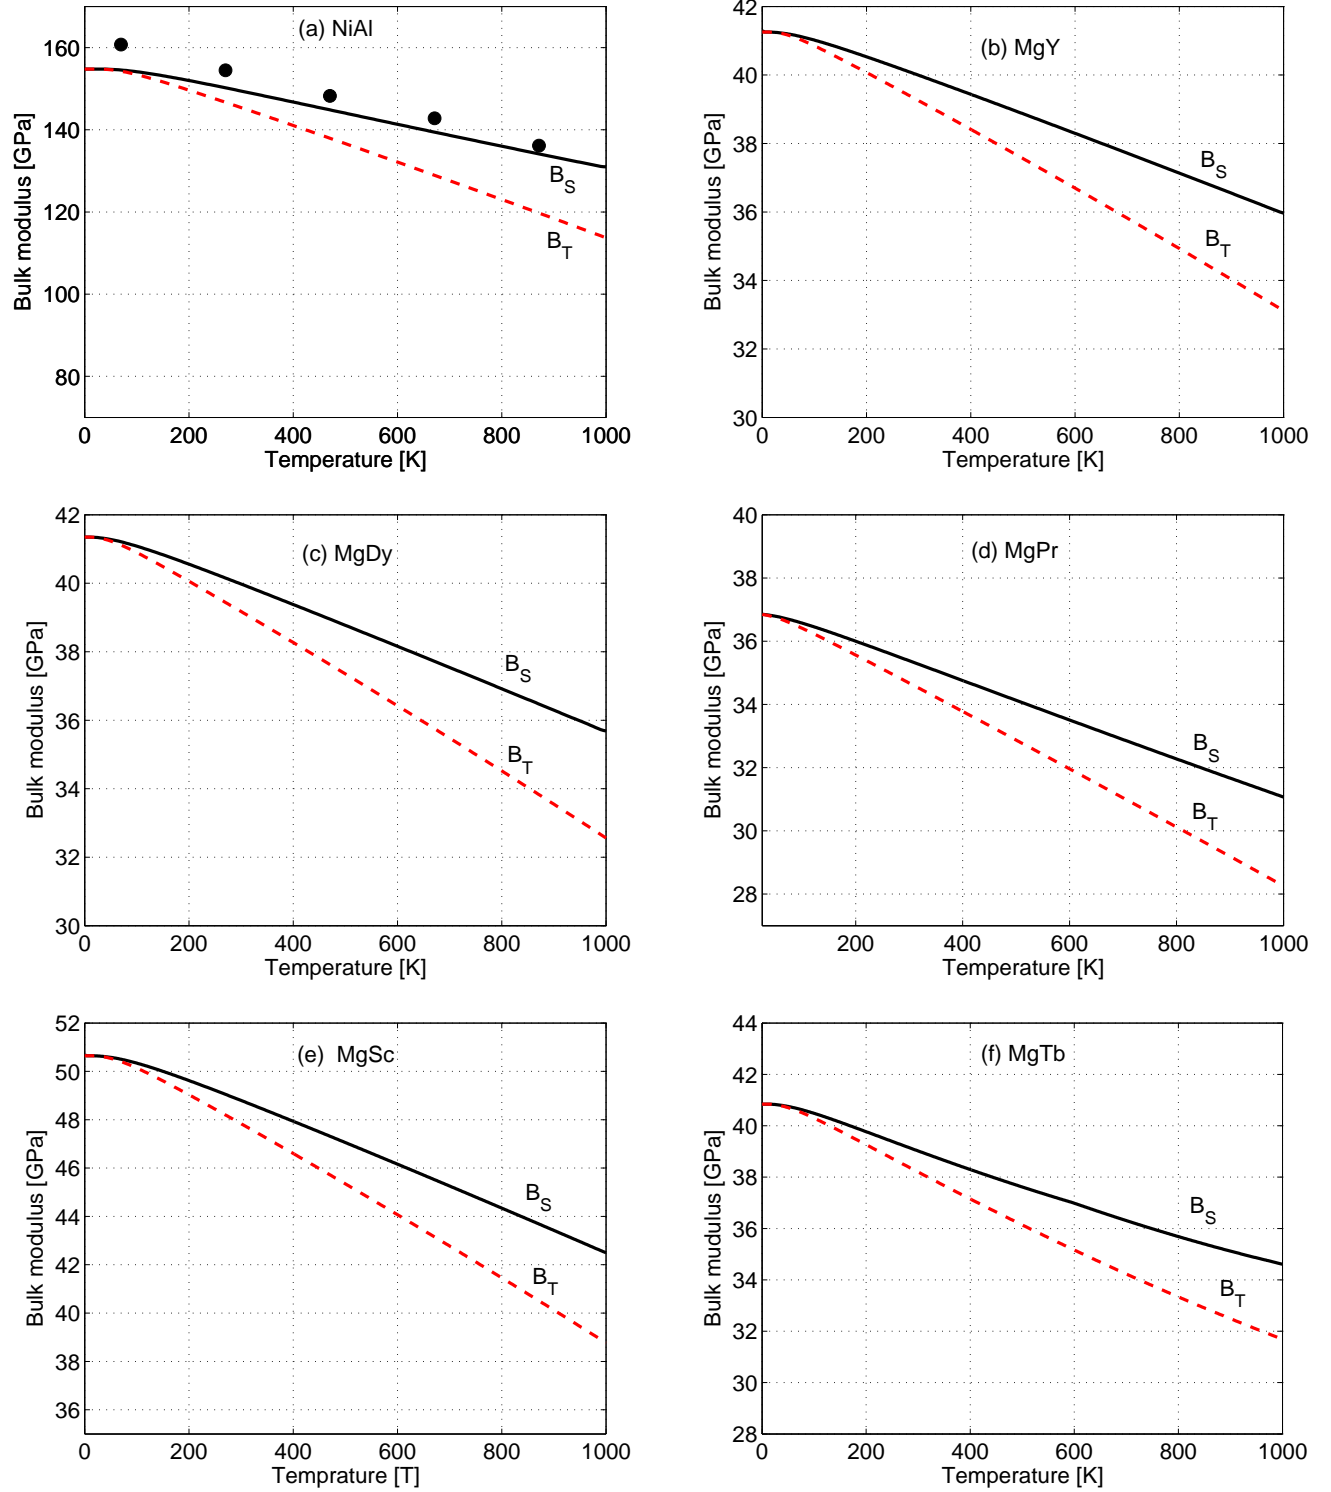 (a) NiAl
160
140
120
100
80
Bulk modulus [GPa]
B_S
B_T
0 200 400 600 800 1000
Temperature [K]
(b) MgY
42
40
38
36
34
32
30
Bulk modulus [GPa]
B_S
B_T
0 200 400 600 800 1000
Temperature [K]
(c) MgDy
42
40
38
36
34
32
30
Bulk modulus [GPa]
B_S
B_T
0 200 400 600 800 1000
Temperature [K]
(d) MgPr
40
38
36
34
32
30
28
Bulk modulus [GPa]
B_S
B_T
200 400 600 800 1000
Temperature [K]
(e) MgSc
52
50
48
46
44
42
40
38
36
Bulk modulus [GPa]
B_S
B_T
0 200 400 600 800 1000
Temprature [T]
(f) MgTb
44
42
40
38
36
34
32
30
28
Bulk mudulus [GPa]
B_S
B_T
0 200 400 600 800 1000
Temperature [K]